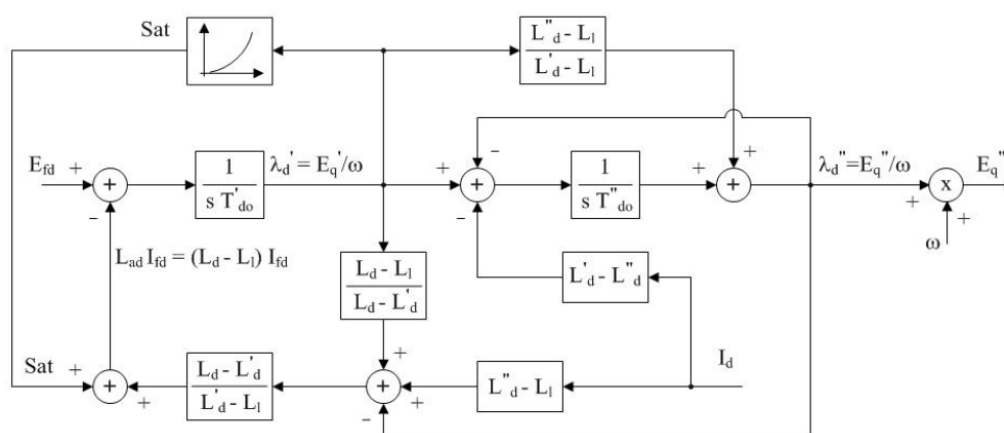 Sat
L"d - Ll
L'd - Ll
Efd + + -
1
s T'do
λd' = Eq'/ω
+ + - -
1
s T"do
+ + +
λd"=Eq"/ω
x
Eq"
+ +
ω
Lad Ifd = (Ld - Ll) Ifd
Ld - Ll
Ld - L'd
L'd - L"d
Sat + + +
Ld - L'd
L'd - Ll
+ + + -
L"d - Ll
Id